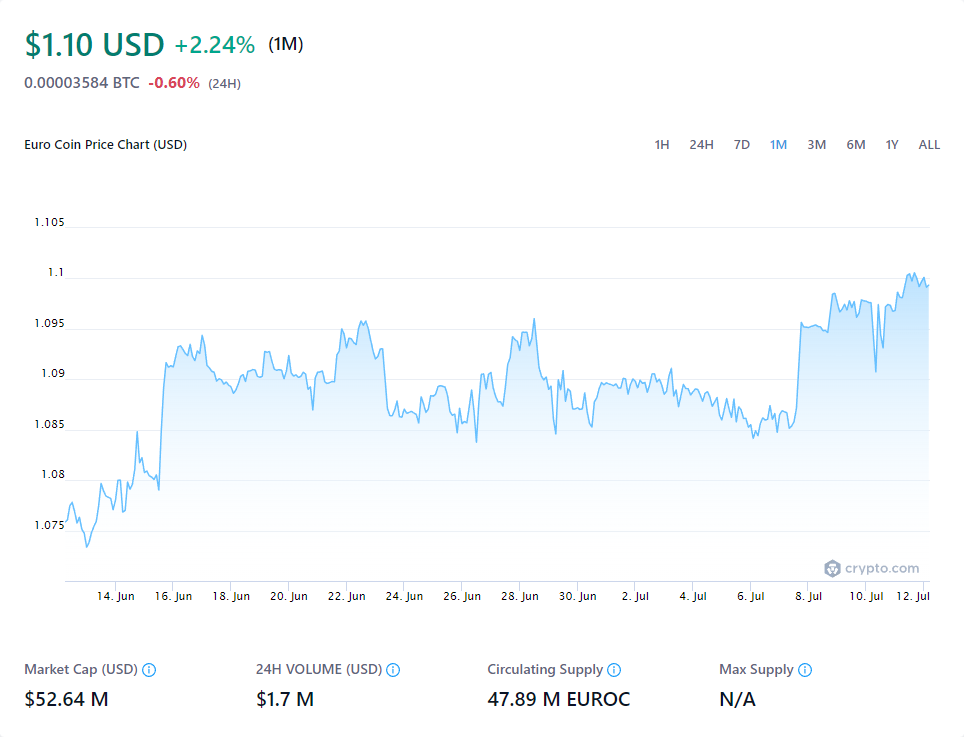 $1.10 USD +2.24% (1M)
0.00003584 BTC -0.60% (24H)
Euro Coin Price Chart (USD) 1H 24H 7D 1M 3M 6M 1Y ALL
1.105
1.1
1.095
1.09
1.085
1.08
1.075
crypto.com
14. Jun 16. Jun 18. Jun 20. Jun 22. Jun 24. Jun 26. Jun 28. Jun 30. Jun 2. Jul 4. Jul 6. Jul 8. Jul 10. Jul 12. Jul
Market Cap (USD) 24H VOLUME (USD) Circulating Supply Max Supply
$52.64 M $1.7 M 47.89 M EUROC N/A